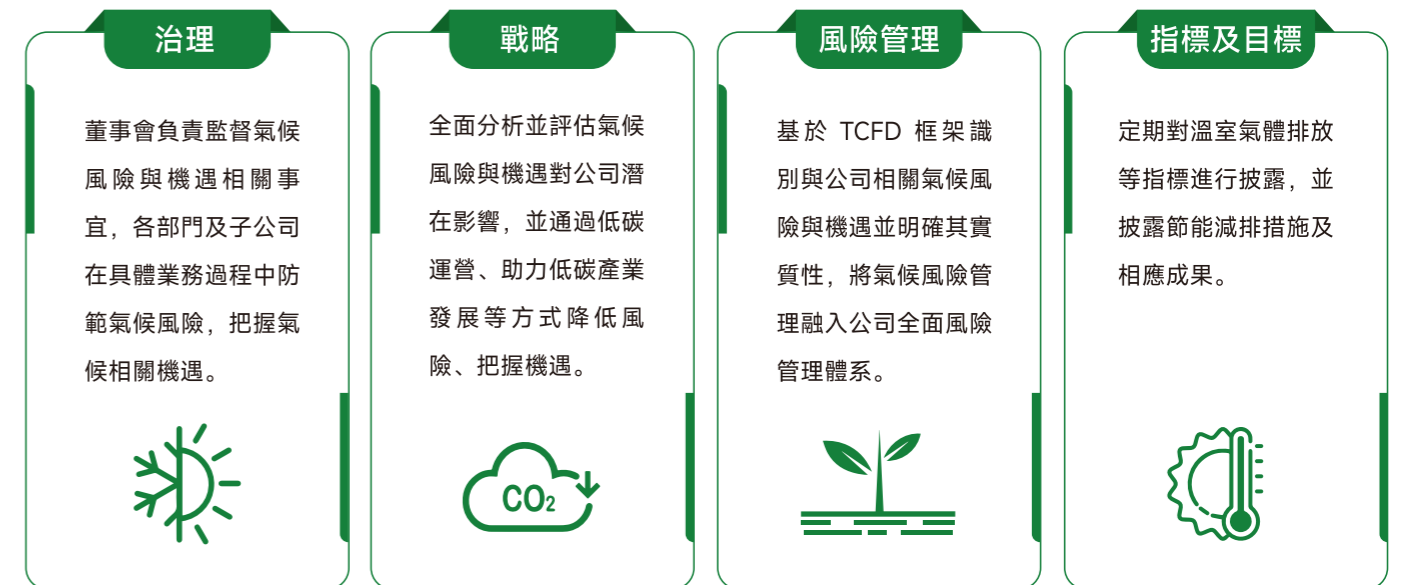 治理
董事會負責監督氣候
風險與機遇相關事
宜，各部門及子公司
在具體業務過程中防
範氣候風險，把握氣
候相關機遇。
戰略
全面分析並評估氣候
風險與機遇對公司潛
在影響，並通過低碳
運營、助力低碳產業
發展等方式降低風
險、把握機遇。
CO₂
風險管理
基於 TCFD 框架識
別與公司相關氣候風
險與機遇並明確其實
質性，將氣候風險管
理融入公司全面風險
管理體系。
指標及目標
定期對溫室氣體排放
等指標進行披露，並
披露節能減排措施及
相應成果。